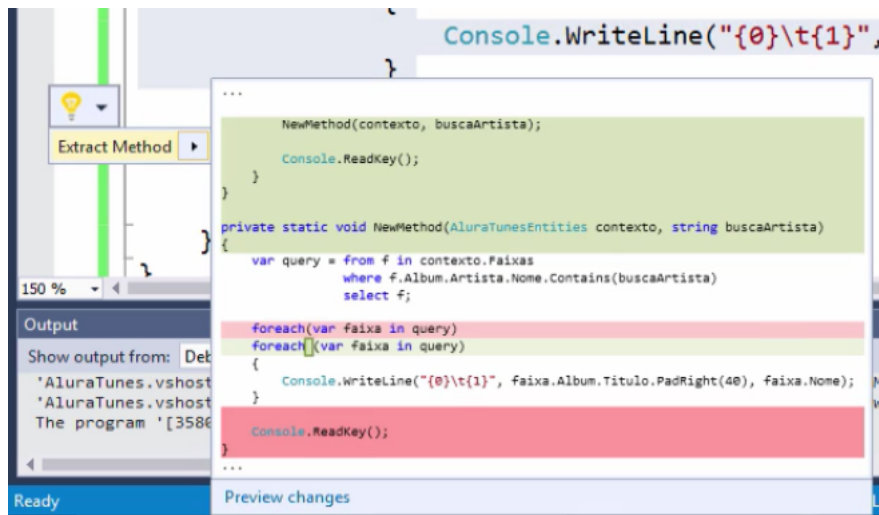 {
Console.WriteLine("{0}\t{1}",
}
Extract Method
...
NewMethod(contexto, buscaArtista);
Console.ReadKey();
}
}
private static void NewMethod(AluraTunesEntities contexto, string buscaArtista)
{
var query = from f in contexto.Faixas
where f.Album.Artista.Nome.Contains(buscaArtista)
select f;
foreach(var faixa in query)
foreach (var faixa in query)
{
Console.WriteLine("{0}\t{1}", faixa.Album.Titulo.PadRight(40), faixa.Nome);
}
Console.ReadKey();
}
...
Preview changes
}
}
150 %
Output
Show output from: Deb
'AluraTunes.vshost
'AluraTunes.vshost
The program '[3580
Ready